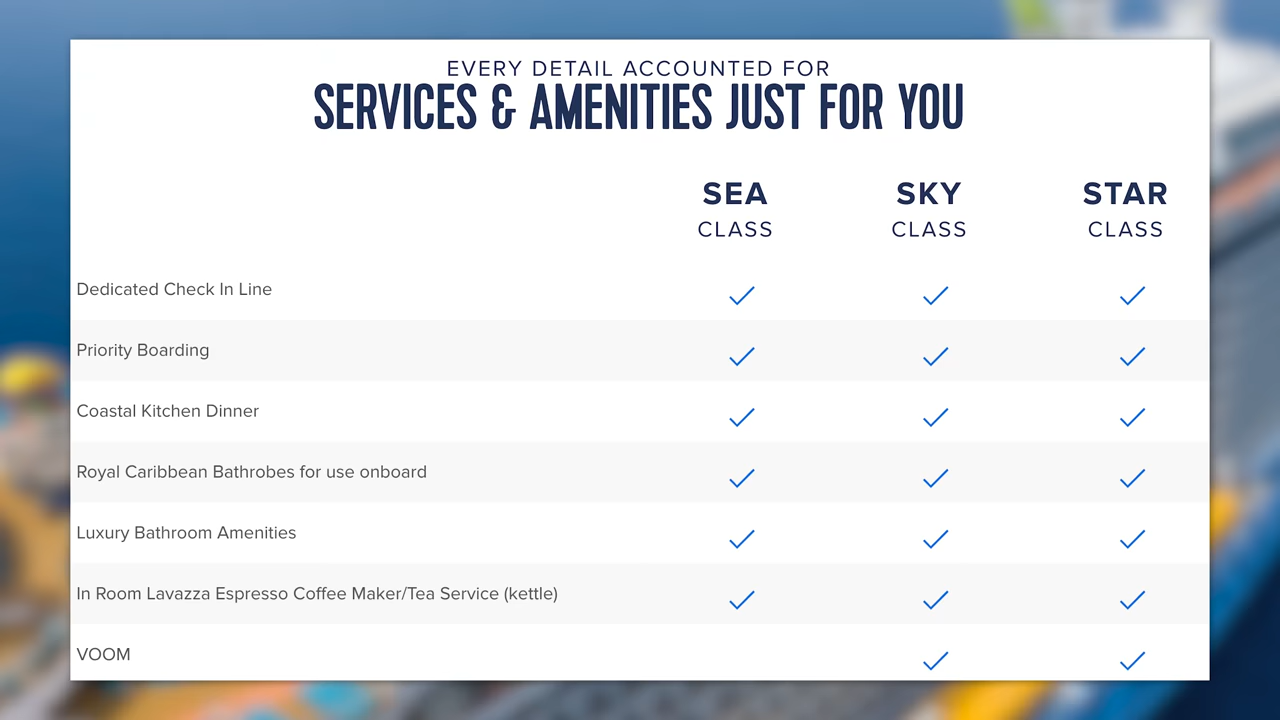 EVERY DETAIL ACCOUNTED FOR
SERVICES & AMENITIES JUST FOR YOU
SEA SKY STAR
CLASS CLASS CLASS
Dedicated Check In Line
Priority Boarding
Coastal Kitchen Dinner
Royal Caribbean Bathrobes for use onboard
Luxury Bathroom Amenities
In Room Lavazza Espresso Coffee Maker/Tea Service (kettle)
VOOM